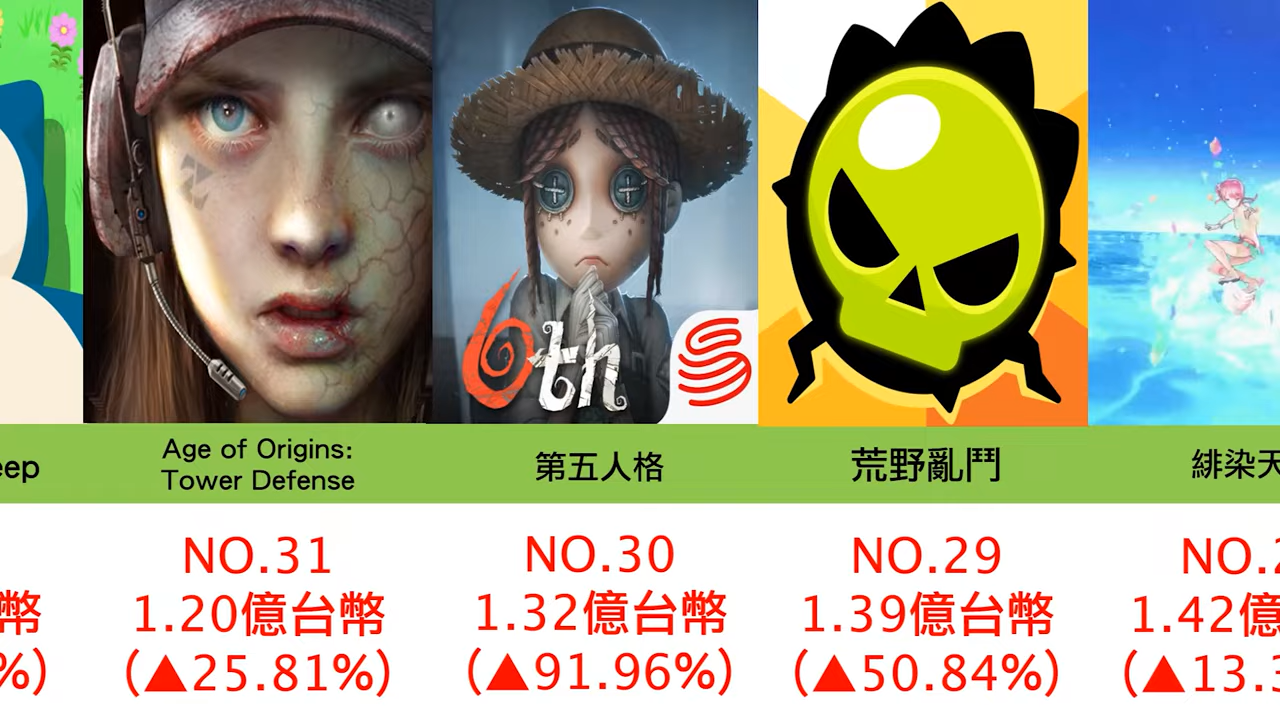 6th
eep
Age of Origins:
Tower Defense
第五人格
荒野亂鬥
緋染天
NO.31
NO.30
NO.29
NO.2
幣
1.20億台幣
1.32億台幣
1.39億台幣
1.42億
%)
(▲25.81%)
(▲91.96%)
(▲50.84%)
(▲13.3